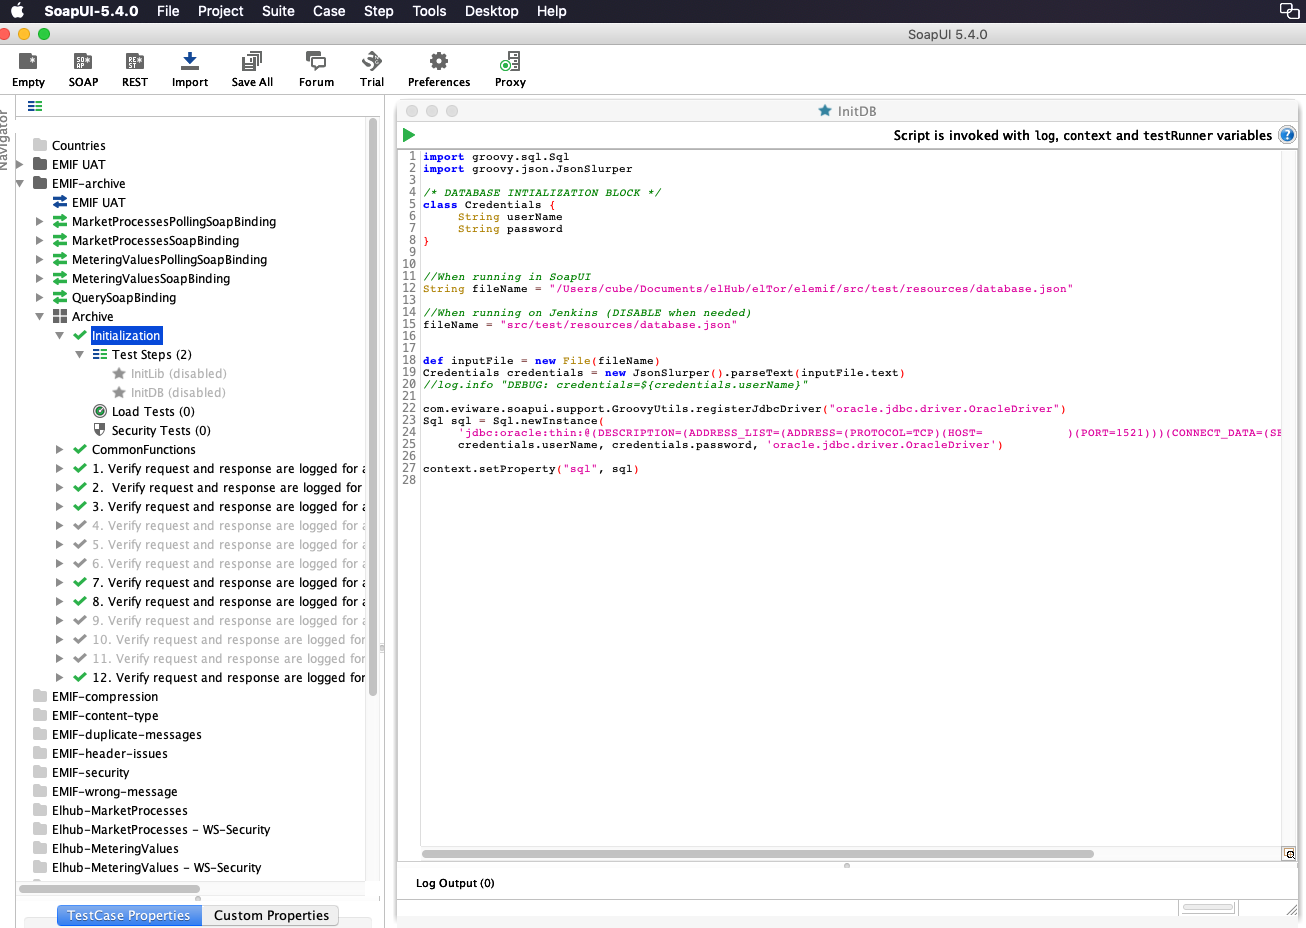 SoapUI-5.4.0 File Project Suite Case Step Tools Desktop Help
SoapUI 5.4.0
Empty SOAP REST Import Save All Forum Trial Preferences Proxy
Navigator
Countries
EMIF UAT
EMIF-archive
EMIF UAT
MarketProcessesPollingSoapBinding
MarketProcessesSoapBinding
MeteringValuesPollingSoapBinding
MeteringValuesSoapBinding
QuerySoapBinding
Archive
Initialization
Test Steps (2)
InitLib (disabled)
InitDB (disabled)
Load Tests (0)
Security Tests (0)
CommonFunctions
1. Verify request and response are logged for a
2.  Verify request and response are logged for
3. Verify request and response are logged for a
4. Verify request and response are logged for a
5. Verify request and response are logged for a
6. Verify request and response are logged for a
7. Verify request and response are logged for a
8. Verify request and response are logged for a
9. Verify request and response are logged for a
10. Verify request and response are logged for
11. Verify request and response are logged for
12. Verify request and response are logged for
EMIF-compression
EMIF-content-type
EMIF-duplicate-messages
EMIF-header-issues
EMIF-security
EMIF-wrong-message
Elhub-MarketProcesses
Elhub-MarketProcesses - WS-Security
Elhub-MeteringValues
Elhub-MeteringValues - WS-Security
TestCase Properties Custom Properties
InitDB
Script is invoked with log, context and testRunner variables ?
1 import groovy.sql.Sql
2 import groovy.json.JsonSlurper
3
4 /* DATABASE INTIALIZATION BLOCK */
5 class Credentials {
6 String userName
7 String password
8 }
9
10
11 //When running in SoapUI
12 String fileName = "/Users/cube/Documents/elHub/elTor/elemif/src/test/resources/database.json"
13
14 //When running on Jenkins (DISABLE when needed)
15 fileName = "src/test/resources/database.json"
16
17
18 def inputFile = new File(fileName)
19 Credentials credentials = new JsonSlurper().parseText(inputFile.text)
20 //log.info "DEBUG: credentials=${credentials.userName}"
21
22 com.eviware.soapui.support.GroovyUtils.registerJdbcDriver("oracle.jdbc.driver.OracleDriver")
23 Sql sql = Sql.newInstance(
24 'jdbc:oracle:thin:@(DESCRIPTION=(ADDRESS_LIST=(ADDRESS=(PROTOCOL=TCP)(HOST= )(PORT=1521)))(CONNECT_DATA=(SE
25 credentials.userName, credentials.password, 'oracle.jdbc.driver.OracleDriver')
26
27 context.setProperty("sql", sql)
28
Log Output (0)